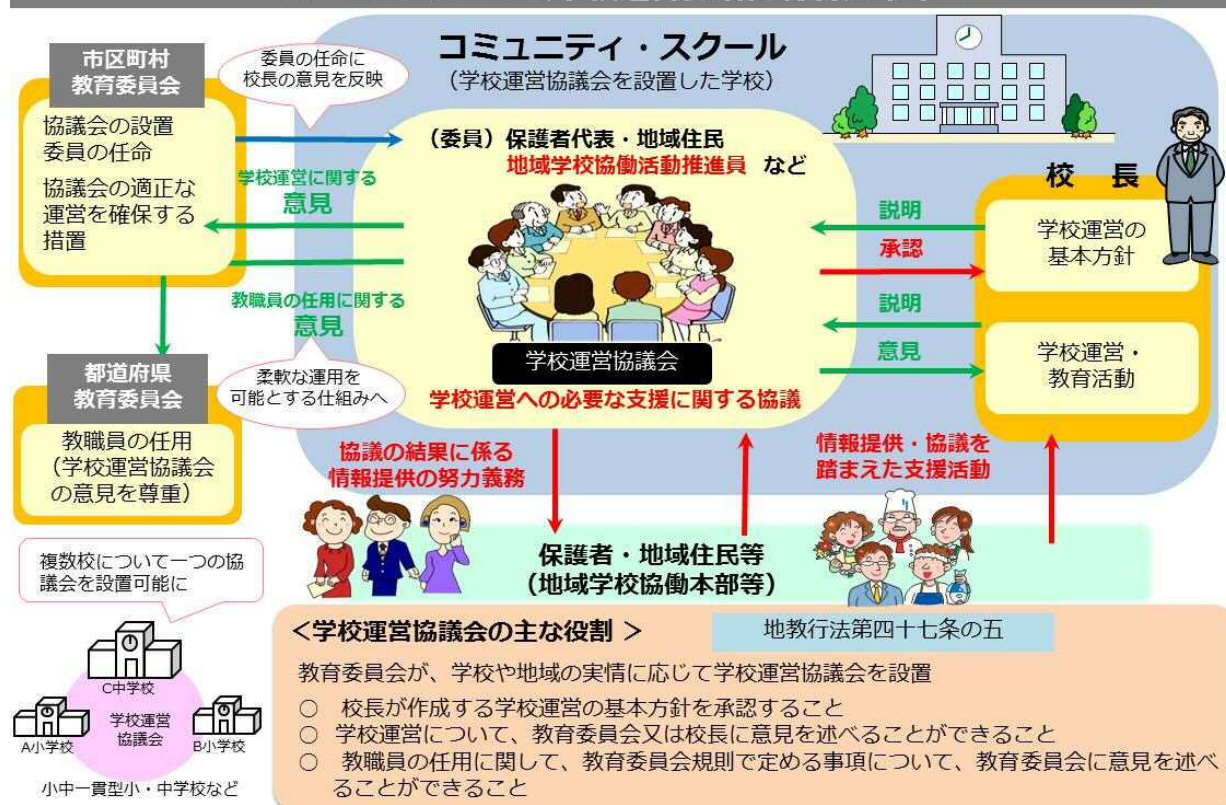 コミュニティ・スクール
（学校運営協議会を設置した学校）
市区町村
教育委員会
協議会の設置
委員の任命
協議会の適正な
運営を確保する
措置
委員の任命に
校長の意見を反映
（委員）保護者代表・地域住民
地域学校協働活動推進員 など
学校運営に関する
意見
教職員の任用に関する
意見
学校運営協議会
学校運営への必要な支援に関する協議
校 長
説明
承認
学校運営の
基本方針
説明
意見
学校運営・
教育活動
都道府県
教育委員会
教職員の任用
（学校運営協議会
の意見を尊重）
柔軟な運用を
可能とする仕組みへ
協議の結果に係る
情報提供の努力義務
情報提供・協議を
踏まえた支援活動
保護者・地域住民等
（地域学校協働本部等）
複数校について一つの協
議会を設置可能に
C中学校
学校運営
協議会
A小学校
B小学校
小中一貫型小・中学校など
＜学校運営協議会の主な役割 ＞
地教行法第四十七条の五
教育委員会が、学校や地域の実情に応じて学校運営協議会を設置
○ 校長が作成する学校運営の基本方針を承認すること
○ 学校運営について、教育委員会又は校長に意見を述べることができること
○ 教職員の任用に関して、教育委員会規則で定める事項について、教育委員会に意見を述べ
ることができること